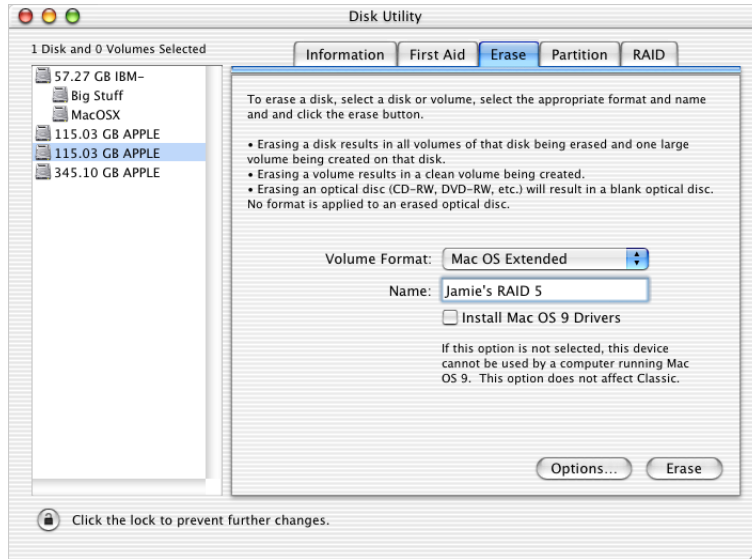 Disk Utility
1 Disk and 0 Volumes Selected
Information First Aid Erase Partition RAID
57.27 GB IBM-
Big Stuff
MacOSX
115.03 GB APPLE
115.03 GB APPLE
345.10 GB APPLE
To erase a disk, select a disk or volume, select the appropriate format and name
and and click the erase button.
• Erasing a disk results in all volumes of that disk being erased and one large
volume being created on that disk.
• Erasing a volume results in a clean volume being created.
• Erasing an optical disc (CD-RW, DVD-RW, etc.) will result in a blank optical disc.
No format is applied to an erased optical disc.
Volume Format: Mac OS Extended
Name: Jamie's RAID 5
Install Mac OS 9 Drivers
If this option is not selected, this device
cannot be used by a computer running Mac
OS 9. This option does not affect Classic.
Options... Erase
Click the lock to prevent further changes.